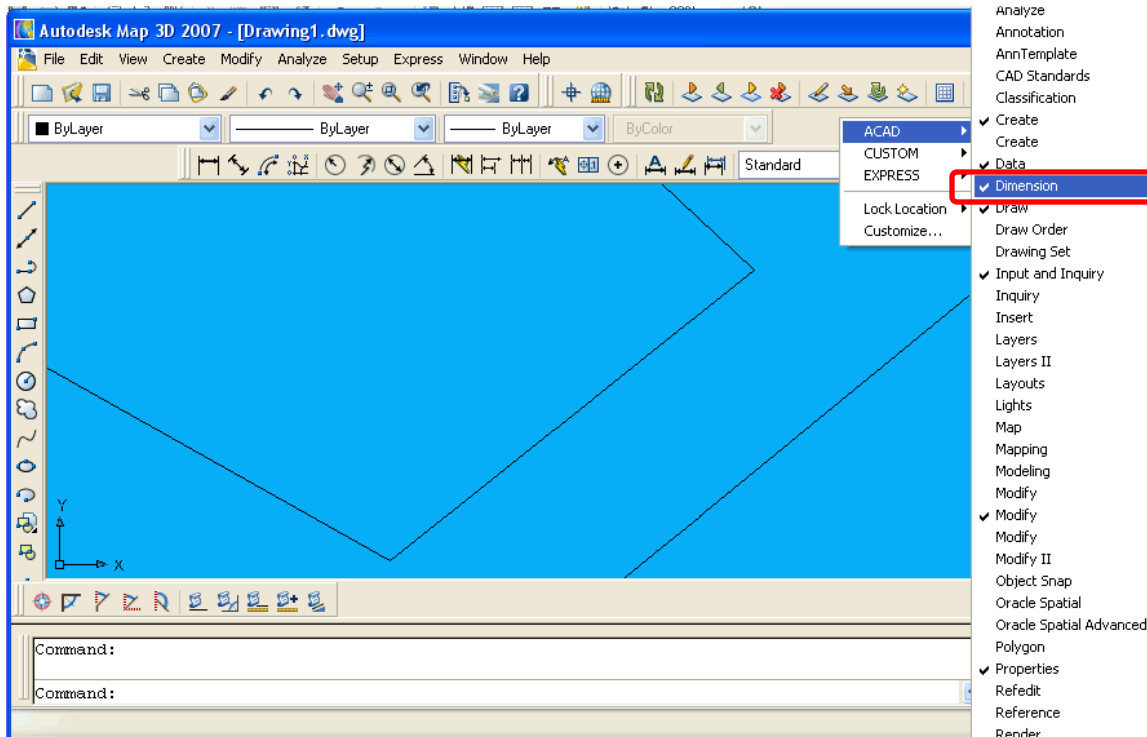 Autodesk Map 3D 2007 - [Drawing1.dwg]
File Edit View Create Modify Analyze Setup Express Window Help
ByLayer ByLayer ByLayer ByColor
Standard
ACAD
CUSTOM
EXPRESS
Lock Location
Customize...
Analyze
Annotation
AnnTemplate
CAD Standards
Classification
Create
Create
Data
Dimension
Draw
Draw Order
Drawing Set
Input and Inquiry
Inquiry
Insert
Layers
Layers II
Layouts
Lights
Map
Mapping
Modeling
Modify
Modify
Modify
Modify II
Object Snap
Oracle Spatial
Oracle Spatial Advanced
Polygon
Properties
Refedit
Reference
Render
Y
X
Command:
Command: